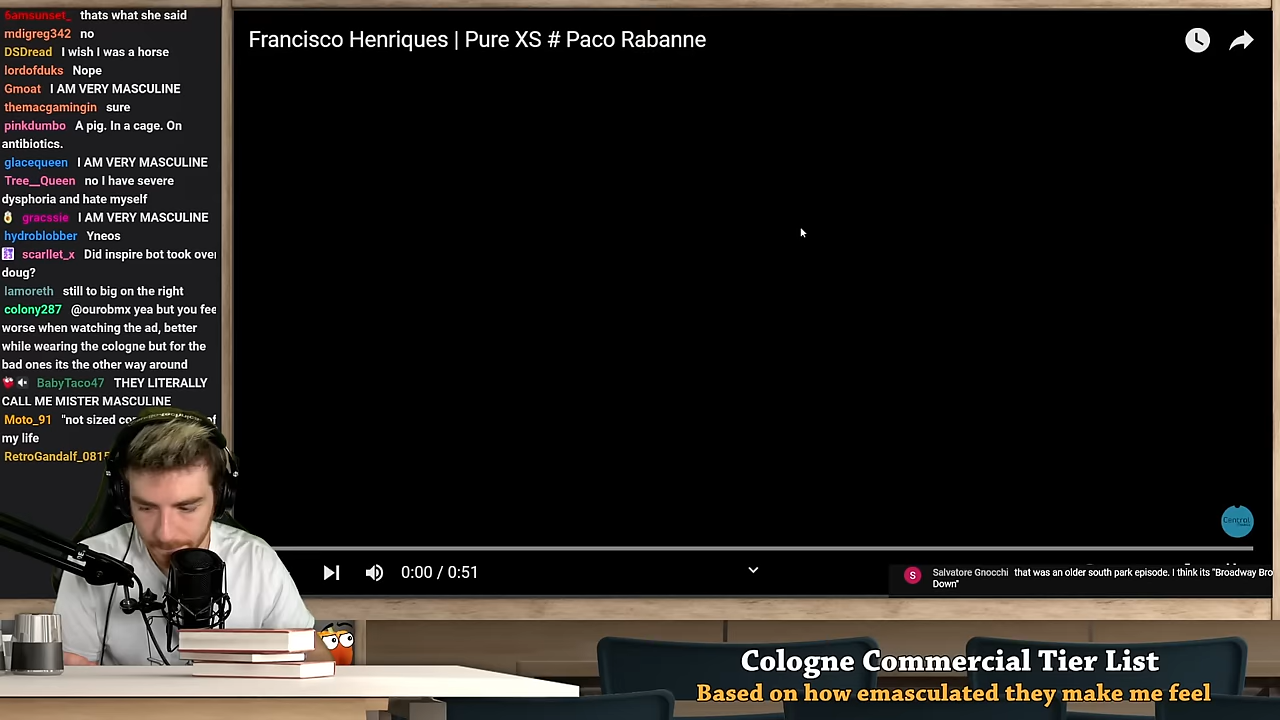 6amsunset_ thats what she said
mdigreg342 no
DSDread I wish I was a horse
lordofduks Nope
Gmoat I AM VERY MASCULINE
themacgamingin sure
pinkdumbo A pig. In a cage. On
antibiotics.
glacequeen I AM VERY MASCULINE
Tree__Queen no I have severe
dysphoria and hate myself
gracssie I AM VERY MASCULINE
hydroblobber Yneos
scarllet_x Did inspire bot took over
doug?
lamoreth still to big on the right
colony287 @ourobmx yea but you fee
worse when watching the ad, better
while wearing the cologne but for the
bad ones its the other way around
BabyTaco47 THEY LITERALLY
CALL ME MISTER MASCULINE
Moto_91 "not sized
my life
RetroGandalf_0815
Francisco Henriques | Pure XS # Paco Rabanne
Central
0:00 / 0:51
S
Salvatore Gnocchi that was an older south park episode. I think its "Broadway Bro
Down"
Cologne Commercial Tier List
Based on how emasculated they make me feel